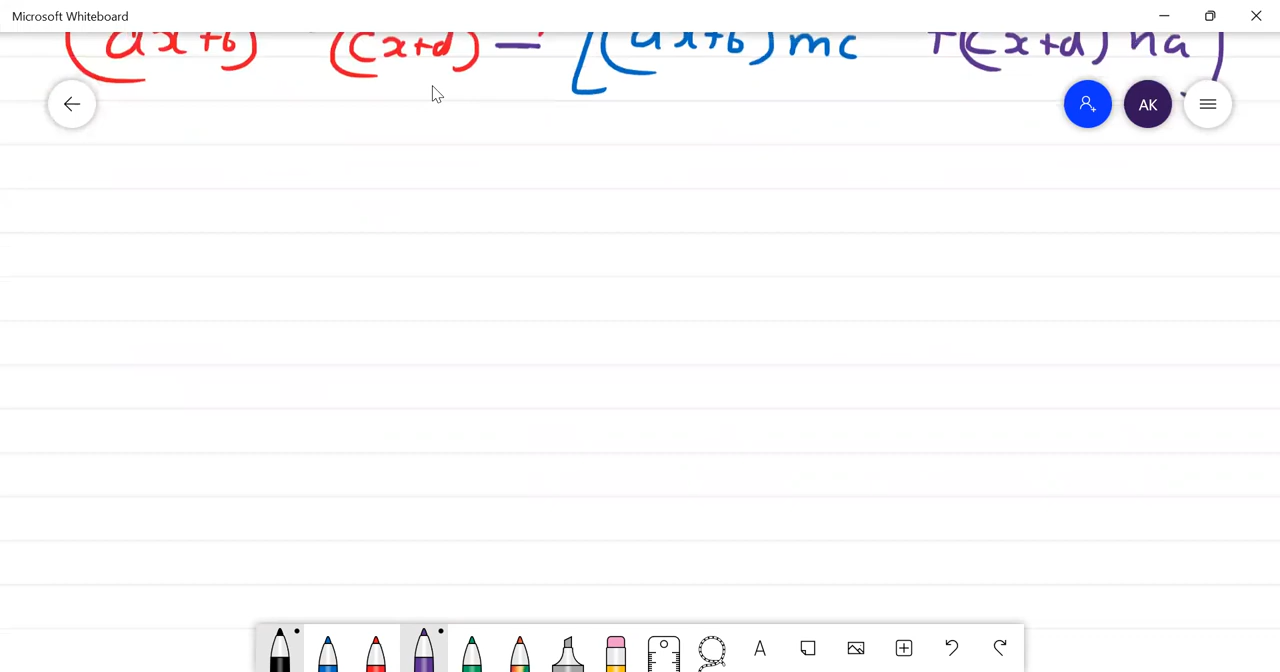 Microsoft Whiteboard
(ax+b) (cx+d) = [(ax+b) mc + (cx+d) na]
AK
A